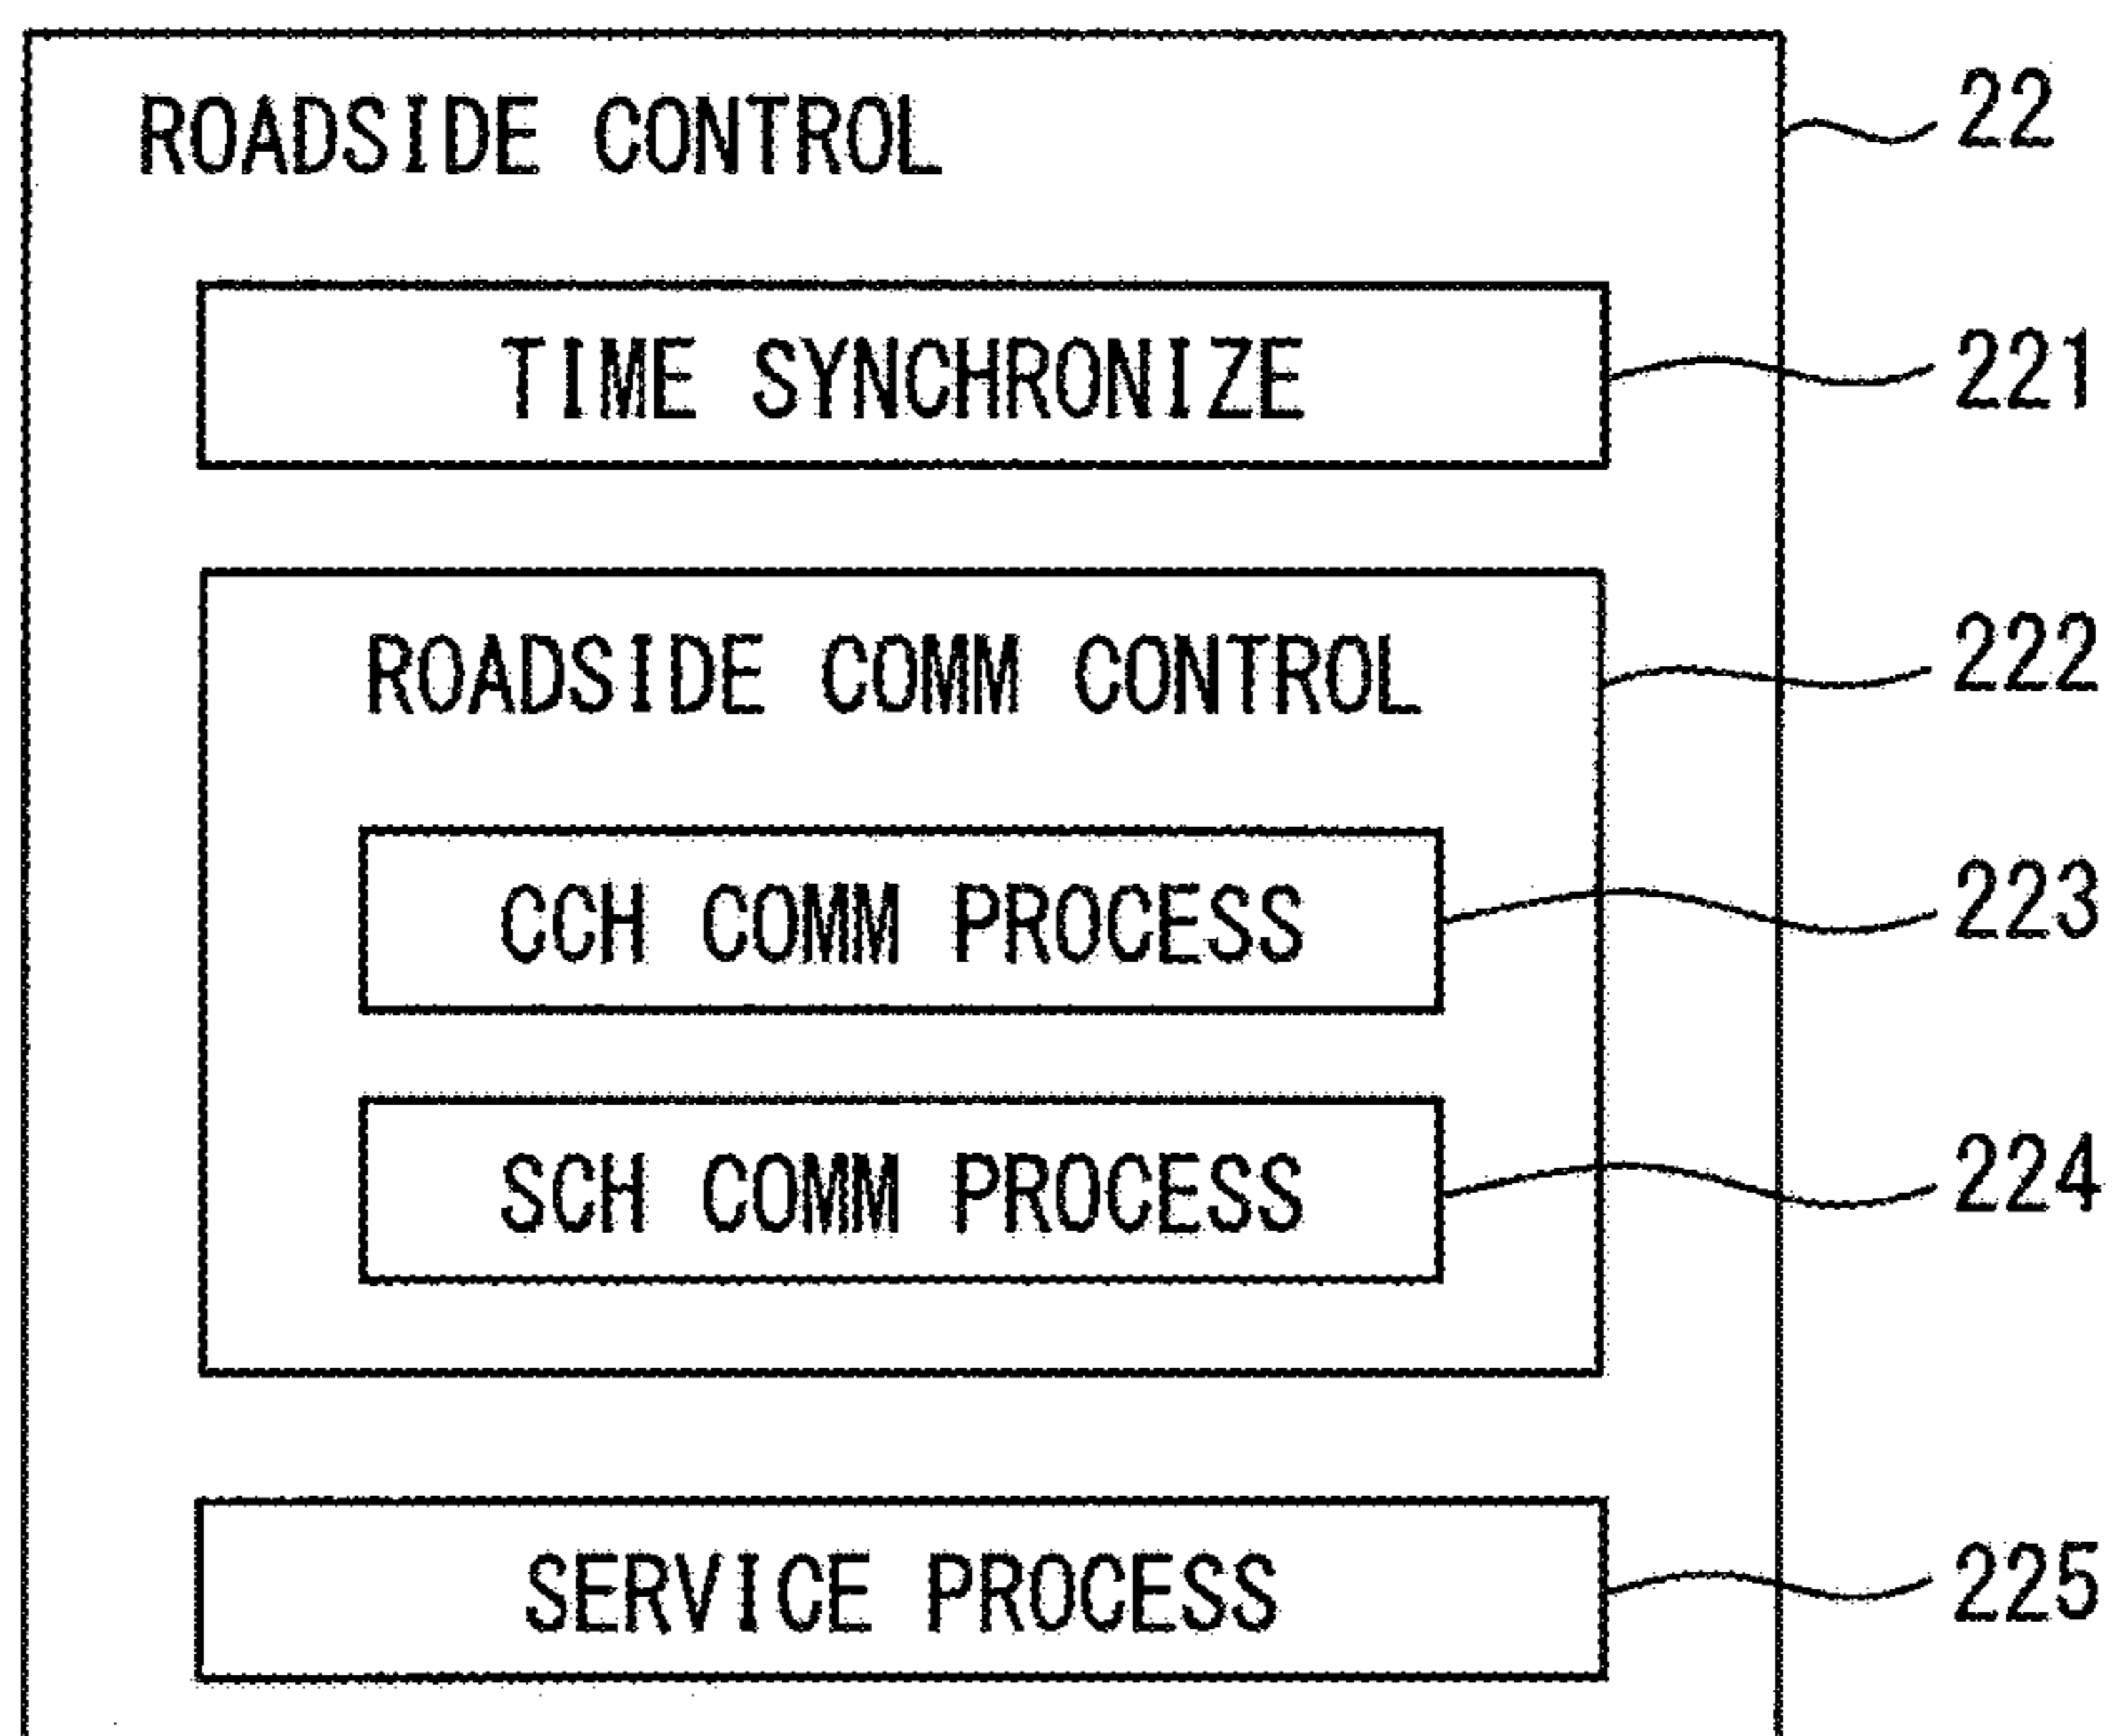 ROADSIDE CONTROL 22
TIME SYNCHRONIZE 221
ROADSIDE COMM CONTROL 222
CCH COMM PROCESS 223
SCH COMM PROCESS 224
SERVICE PROCESS 225